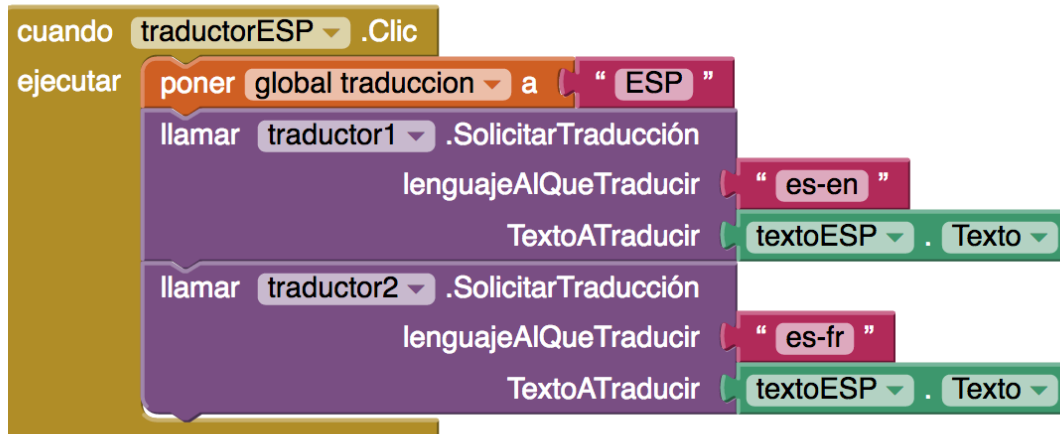 cuando traductorESP .Clic
ejecutar poner global traduccion a “ ESP ”
llamar traductor1 .SolicitarTraducción
lenguajeAlQueTraducir “ es-en ”
TextoATraducir textoESP . Texto
llamar traductor2 .SolicitarTraducción
lenguajeAlQueTraducir “ es-fr ”
TextoATraducir textoESP . Texto